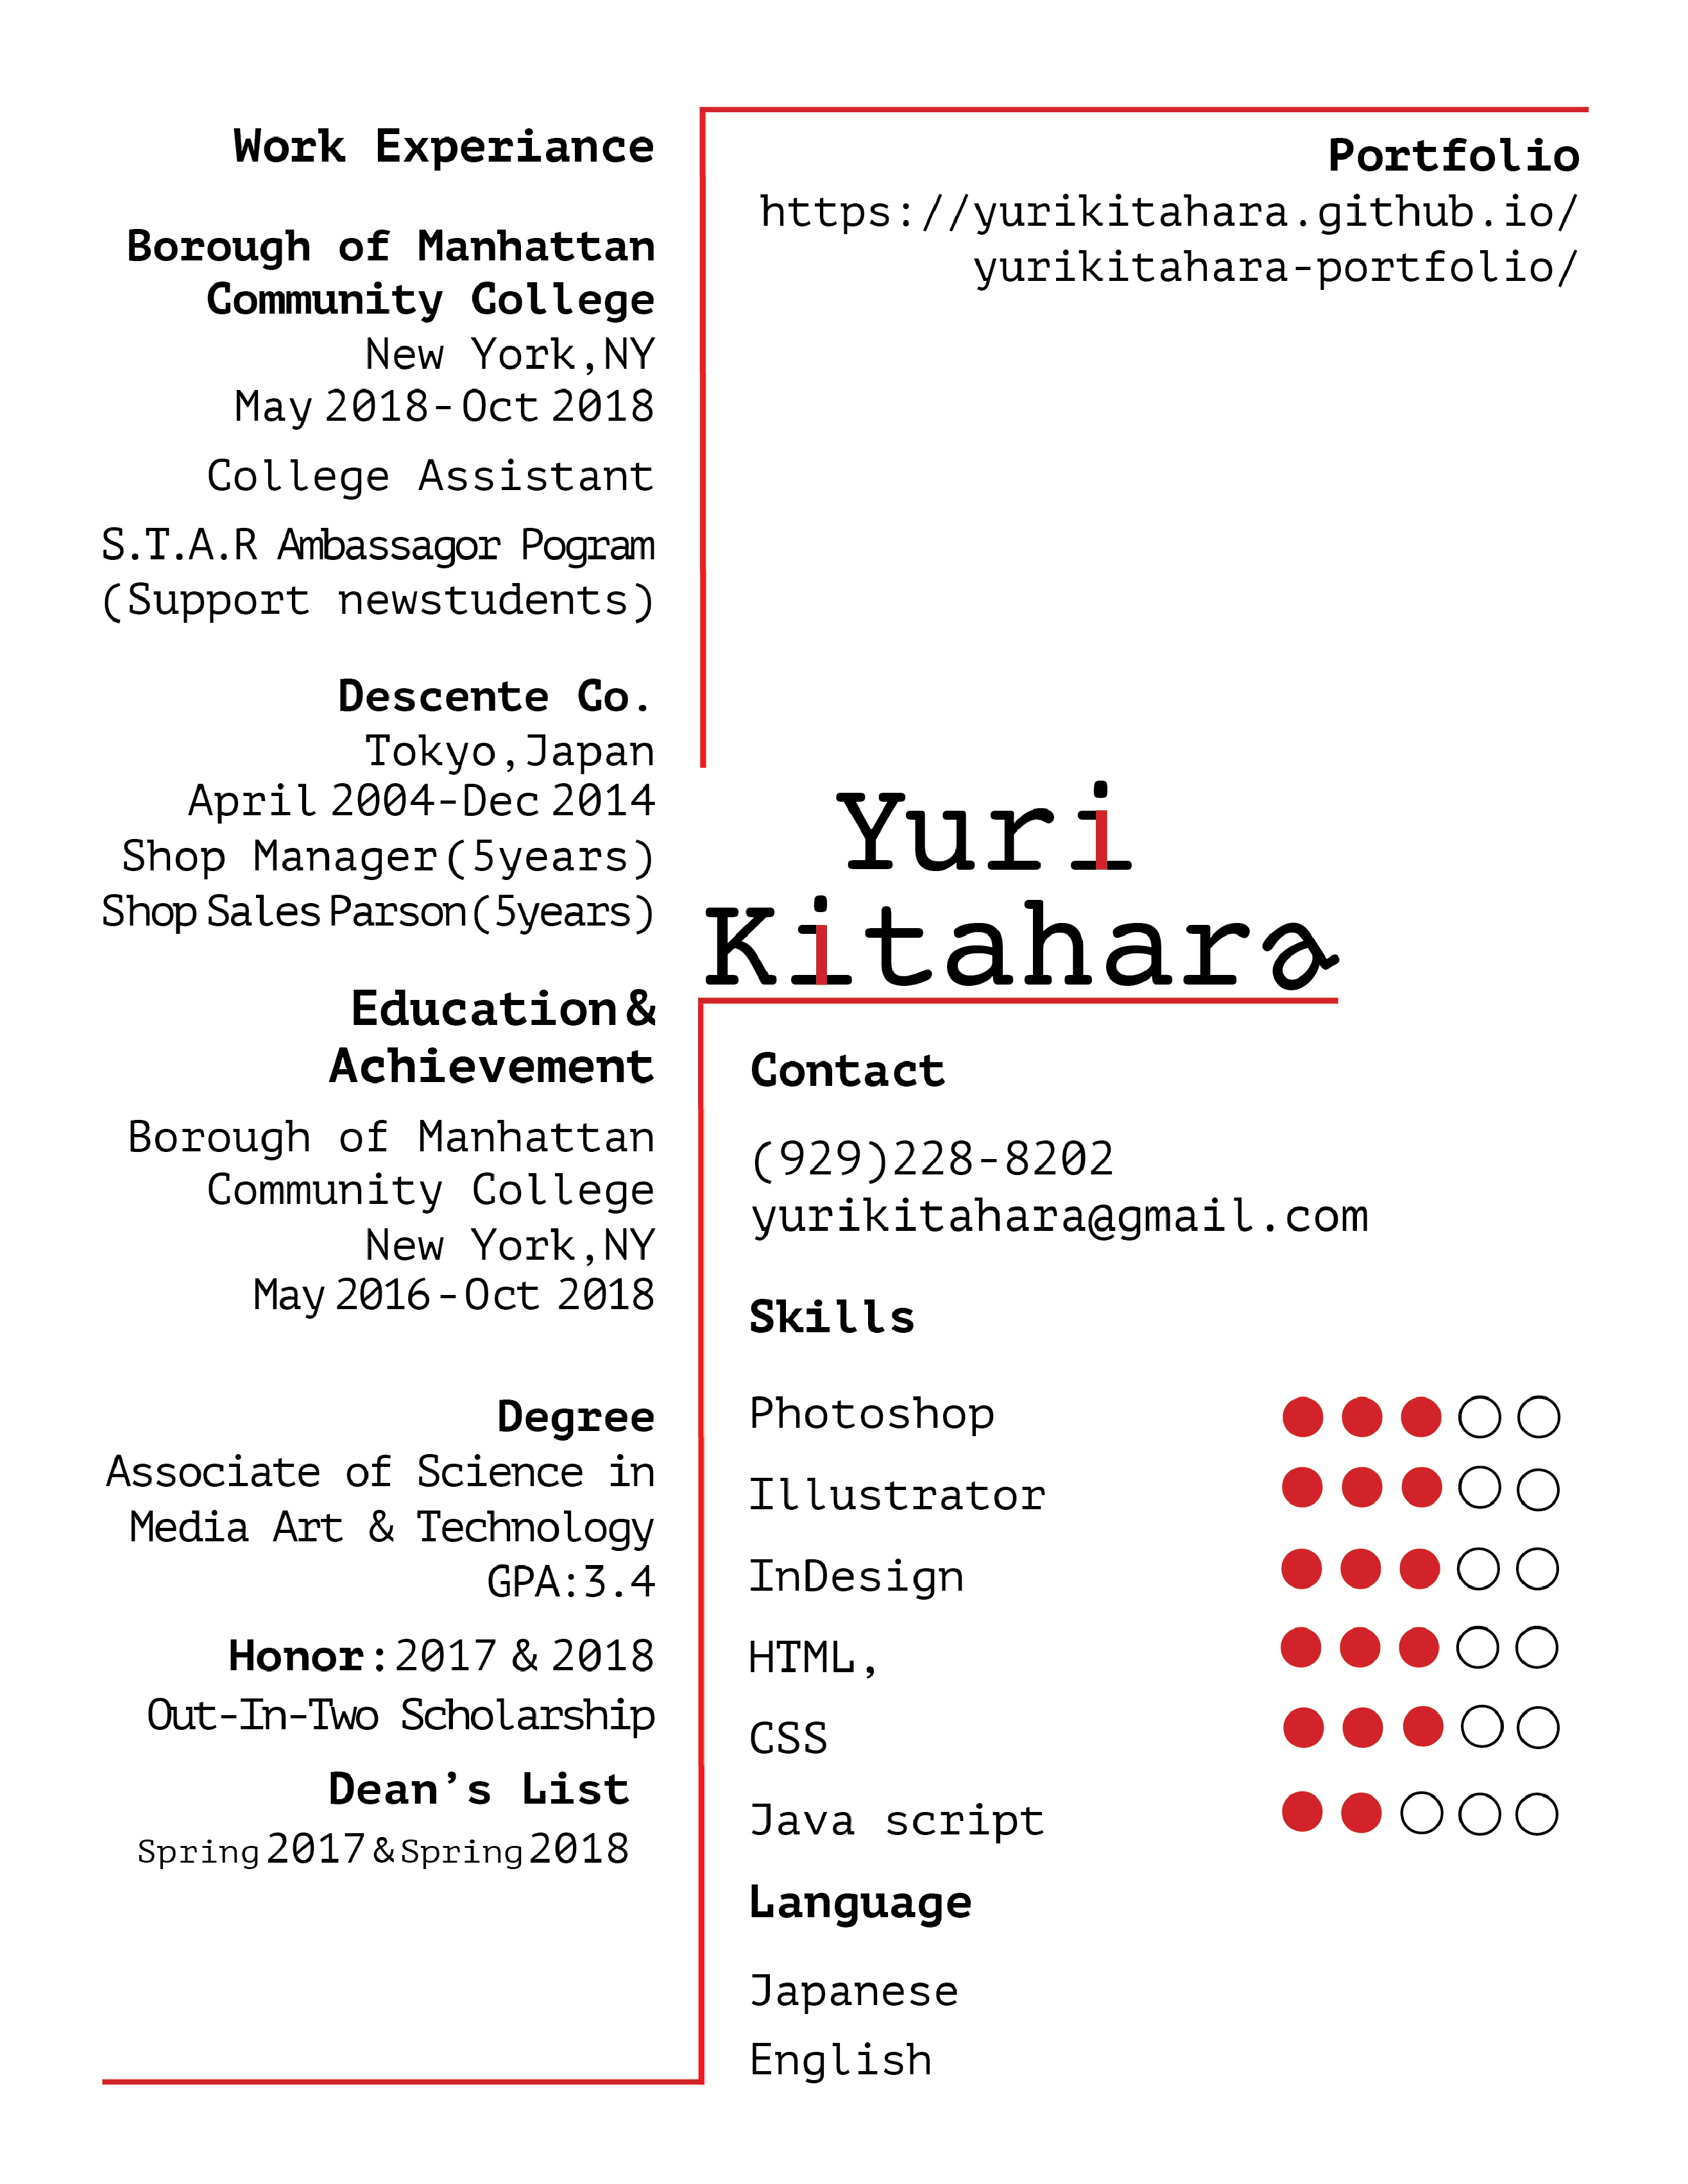 Work Experiance
Borough of Manhattan
Community College
New York,NY
May 2018-Oct 2018
College Assistant
S.T.A.R Ambassagor Pogram
(Support newstudents)
Descente Co.
Tokyo,Japan
April 2004-Dec 2014
Shop Manager(5years)
Shop Sales Parson(5years)
Education &
Achievement
Borough of Manhattan
Community College
New York,NY
May 2016-Oct 2018
Degree
Associate of Science in
Media Art & Technology
GPA:3.4
Honor:2017 & 2018
Out-In-Two Scholarship
Dean's List
Spring 2017 & Spring 2018
Portfolio
https://yurikitahara.github.io/
yurikitahara-portfolio/
Yuri
Kitahara
Contact
(929)228-8202
yurikitahara@gmail.com
Skills
Photoshop
Illustrator
InDesign
HTML,
CSS
Java script
Language
Japanese
English